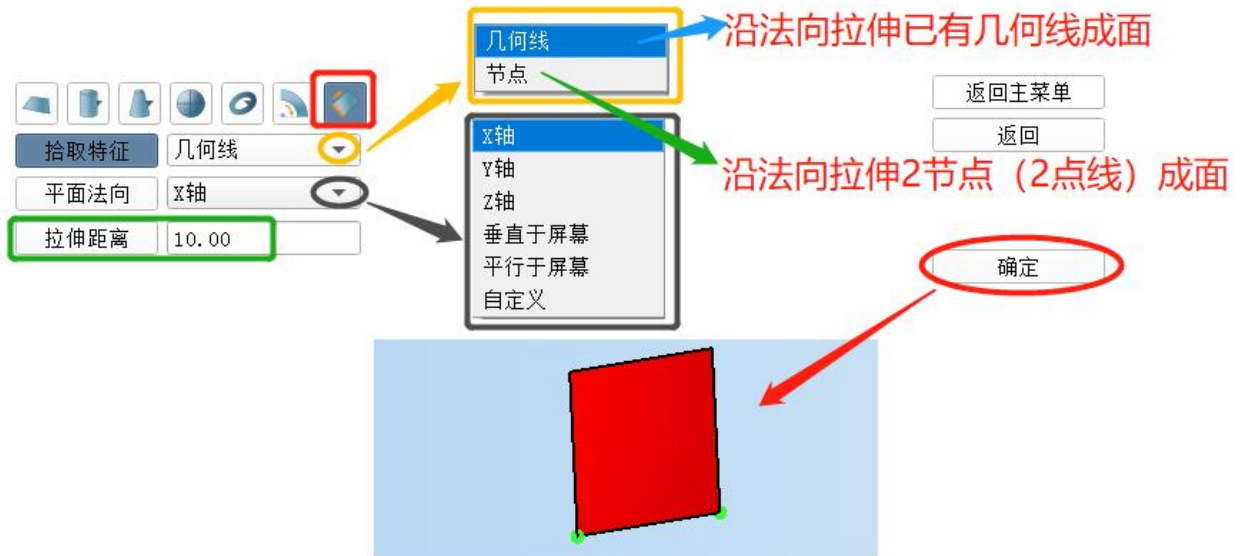 几何线
节点
沿法向拉伸已有几何线成面
返回主菜单
返回
拾取特征 几何线
平面法向 X轴
拉伸距离 10.00
X轴
Y轴
Z轴
垂直于屏幕
平行于屏幕
自定义
沿法向拉伸2节点（2点线）成面
确定